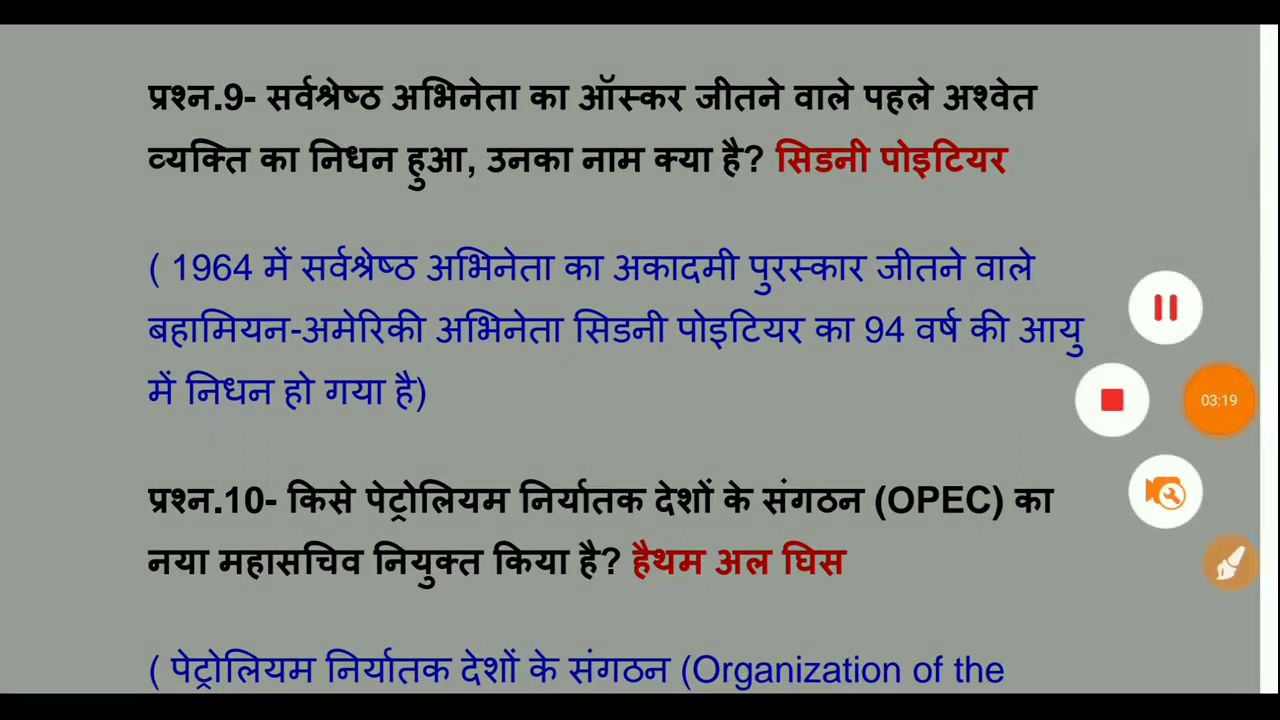 प्रश्न.9- सर्वश्रेष्ठ अभिनेता का ऑस्कर जीतने वाले पहले अश्वेत
व्यक्ति का निधन हुआ, उनका नाम क्या है? सिडनी पोइटियर
( 1964 में सर्वश्रेष्ठ अभिनेता का अकादमी पुरस्कार जीतने वाले
बहामियन-अमेरिकी अभिनेता सिडनी पोइटियर का 94 वर्ष की आयु
में निधन हो गया है)
03:19
प्रश्न.10- किसे पेट्रोलियम निर्यातक देशों के संगठन (OPEC) का
नया महासचिव नियुक्त किया है? हैथम अल घिस
( पेट्रोलियम निर्यातक देशों के संगठन (Organization of the